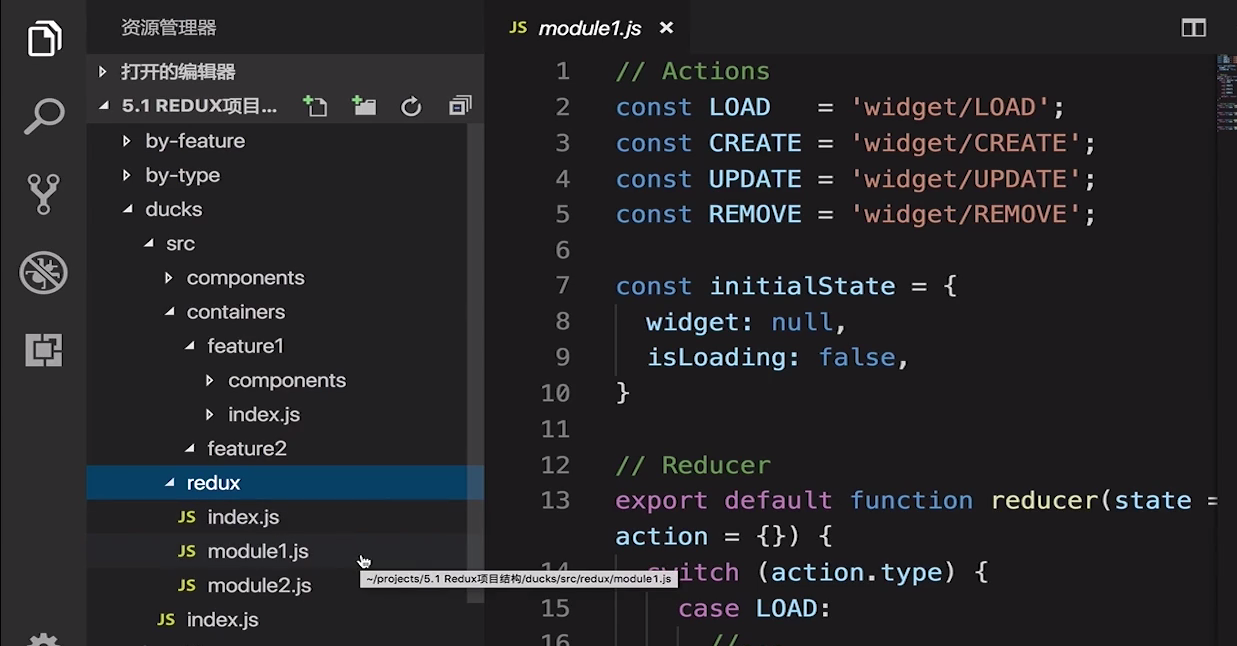 资源管理器
打开的编辑器
5.1 REDUX项目...
by-feature
by-type
ducks
src
components
containers
feature1
components
index.js
feature2
redux
JS index.js
JS module1.js
JS module2.js
JS index.js
~/projects/5.1 Redux项目结构/ducks/src/redux/module1.js
JS module1.js ×
1 // Actions
2 const LOAD = 'widget/LOAD';
3 const CREATE = 'widget/CREATE';
4 const UPDATE = 'widget/UPDATE';
5 const REMOVE = 'widget/REMOVE';
6
7 const initialState = {
8 widget: null,
9 isLoading: false,
10 }
11
12 // Reducer
13 export default function reducer(state =
action = {}) {
14 switch (action.type) {
15 case LOAD:
16 //